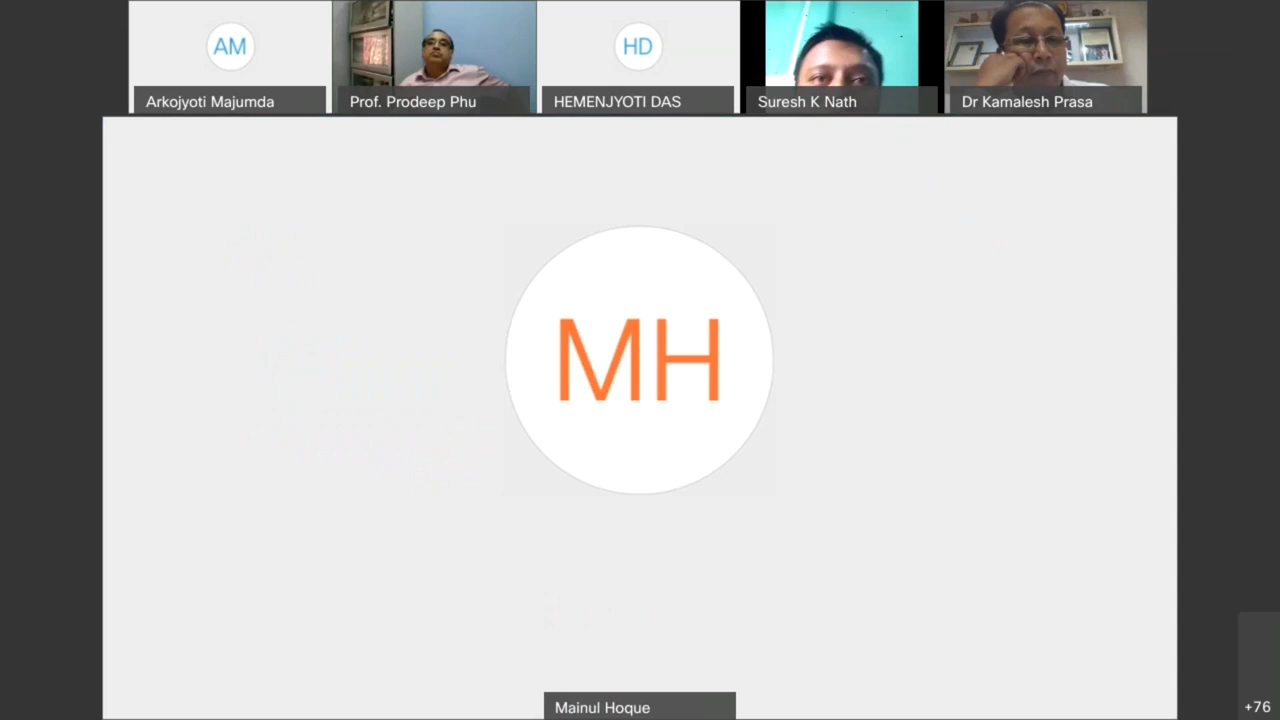 AM
HD
Arkojyoti Majumda
Prof. Prodeep Phu
HEMENJYOTI DAS
Suresh K Nath
Dr Kamalesh Prasa
MH
Mainul Hoque
+76